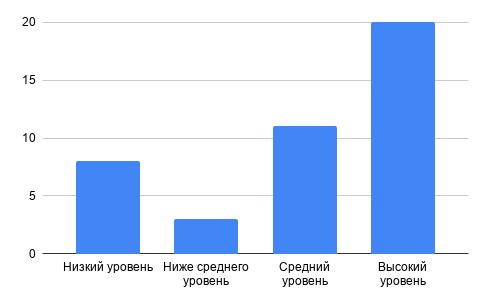 20
15
10
5
0
Низкий уровень
Ниже среднего
уровень
Средний
уровень
Высокий
уровень